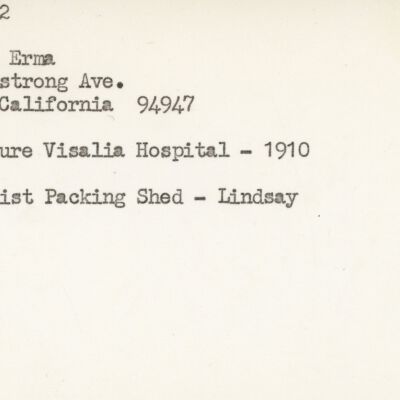 2
Erma
strong Ave.
California 94947
ure Visalia Hospital - 1910
ist Packing Shed - Lindsay